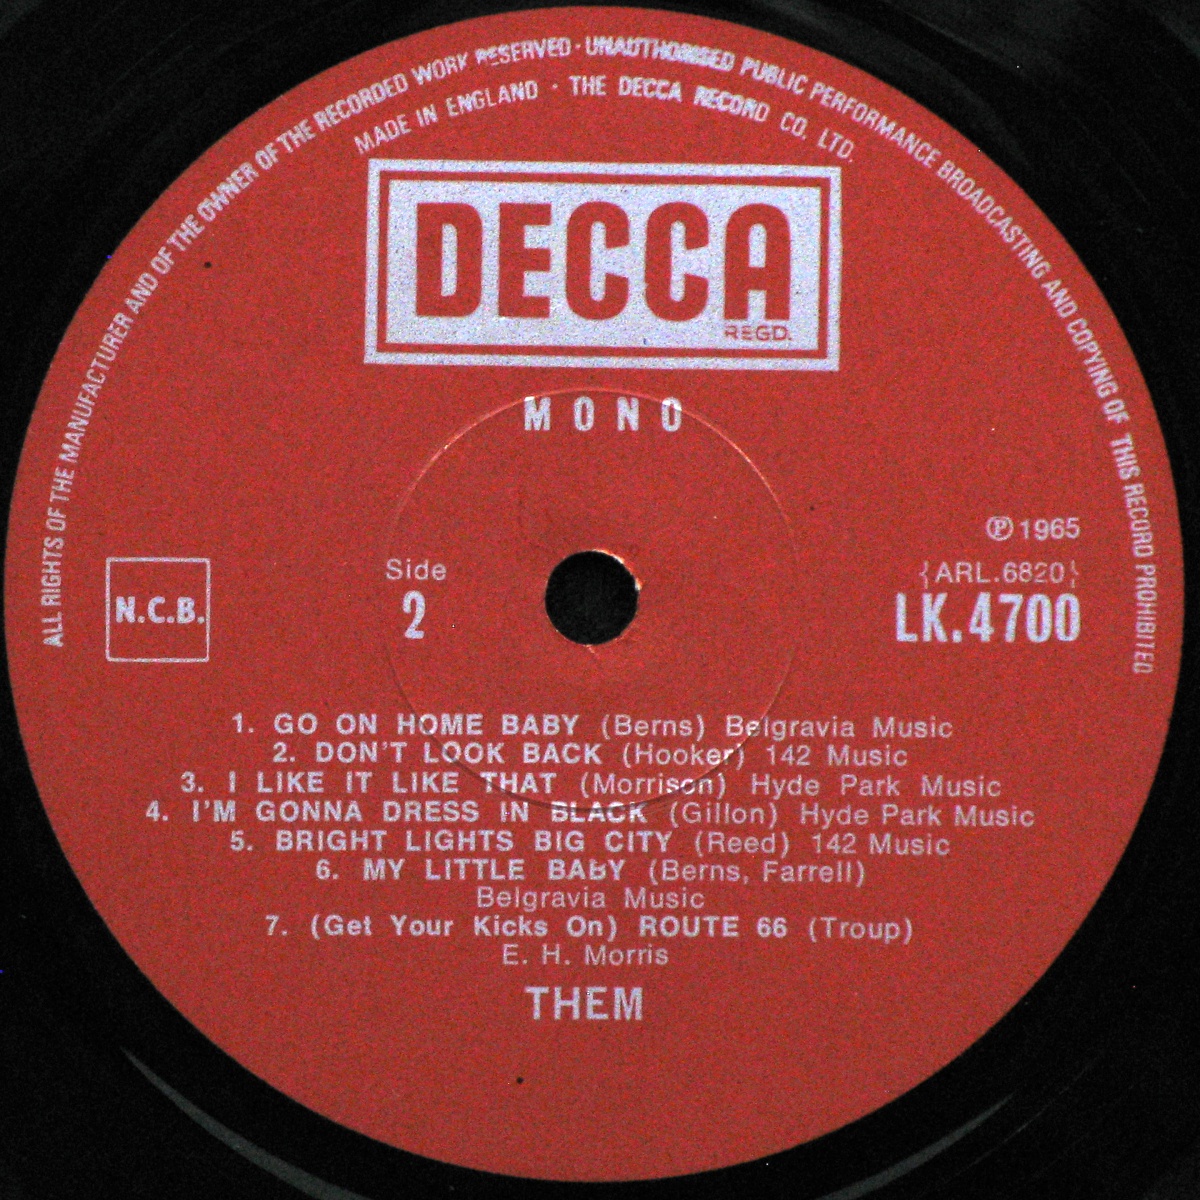 ALL RIGHTS OF THE MANUFACTURER AND OF THE OWNER OF THE RECORDED WORK RESERVED · UNAUTHORISED PUBLIC PERFORMANCE BROADCASTING AND COPYING OF THIS RECORD PROHIBITED
MADE IN ENGLAND · THE DECCA RECORD CO. LTD.
DECCA
REGD.
MONO
℗ 1965
Side
{ARL.6820}
2
N.C.B.
LK.4700
1. GO ON HOME BABY (Berns) Belgravia Music
2. DON'T LOOK BACK (Hooker) 142 Music
3. I LIKE IT LIKE THAT (Morrison) Hyde Park Music
4. I'M GONNA DRESS IN BLACK (Gillon) Hyde Park Music
5. BRIGHT LIGHTS BIG CITY (Reed) 142 Music
6. MY LITTLE BABY (Berns, Farrell)
Belgravia Music
7. (Get Your Kicks On) ROUTE 66 (Troup)
E. H. Morris
THEM